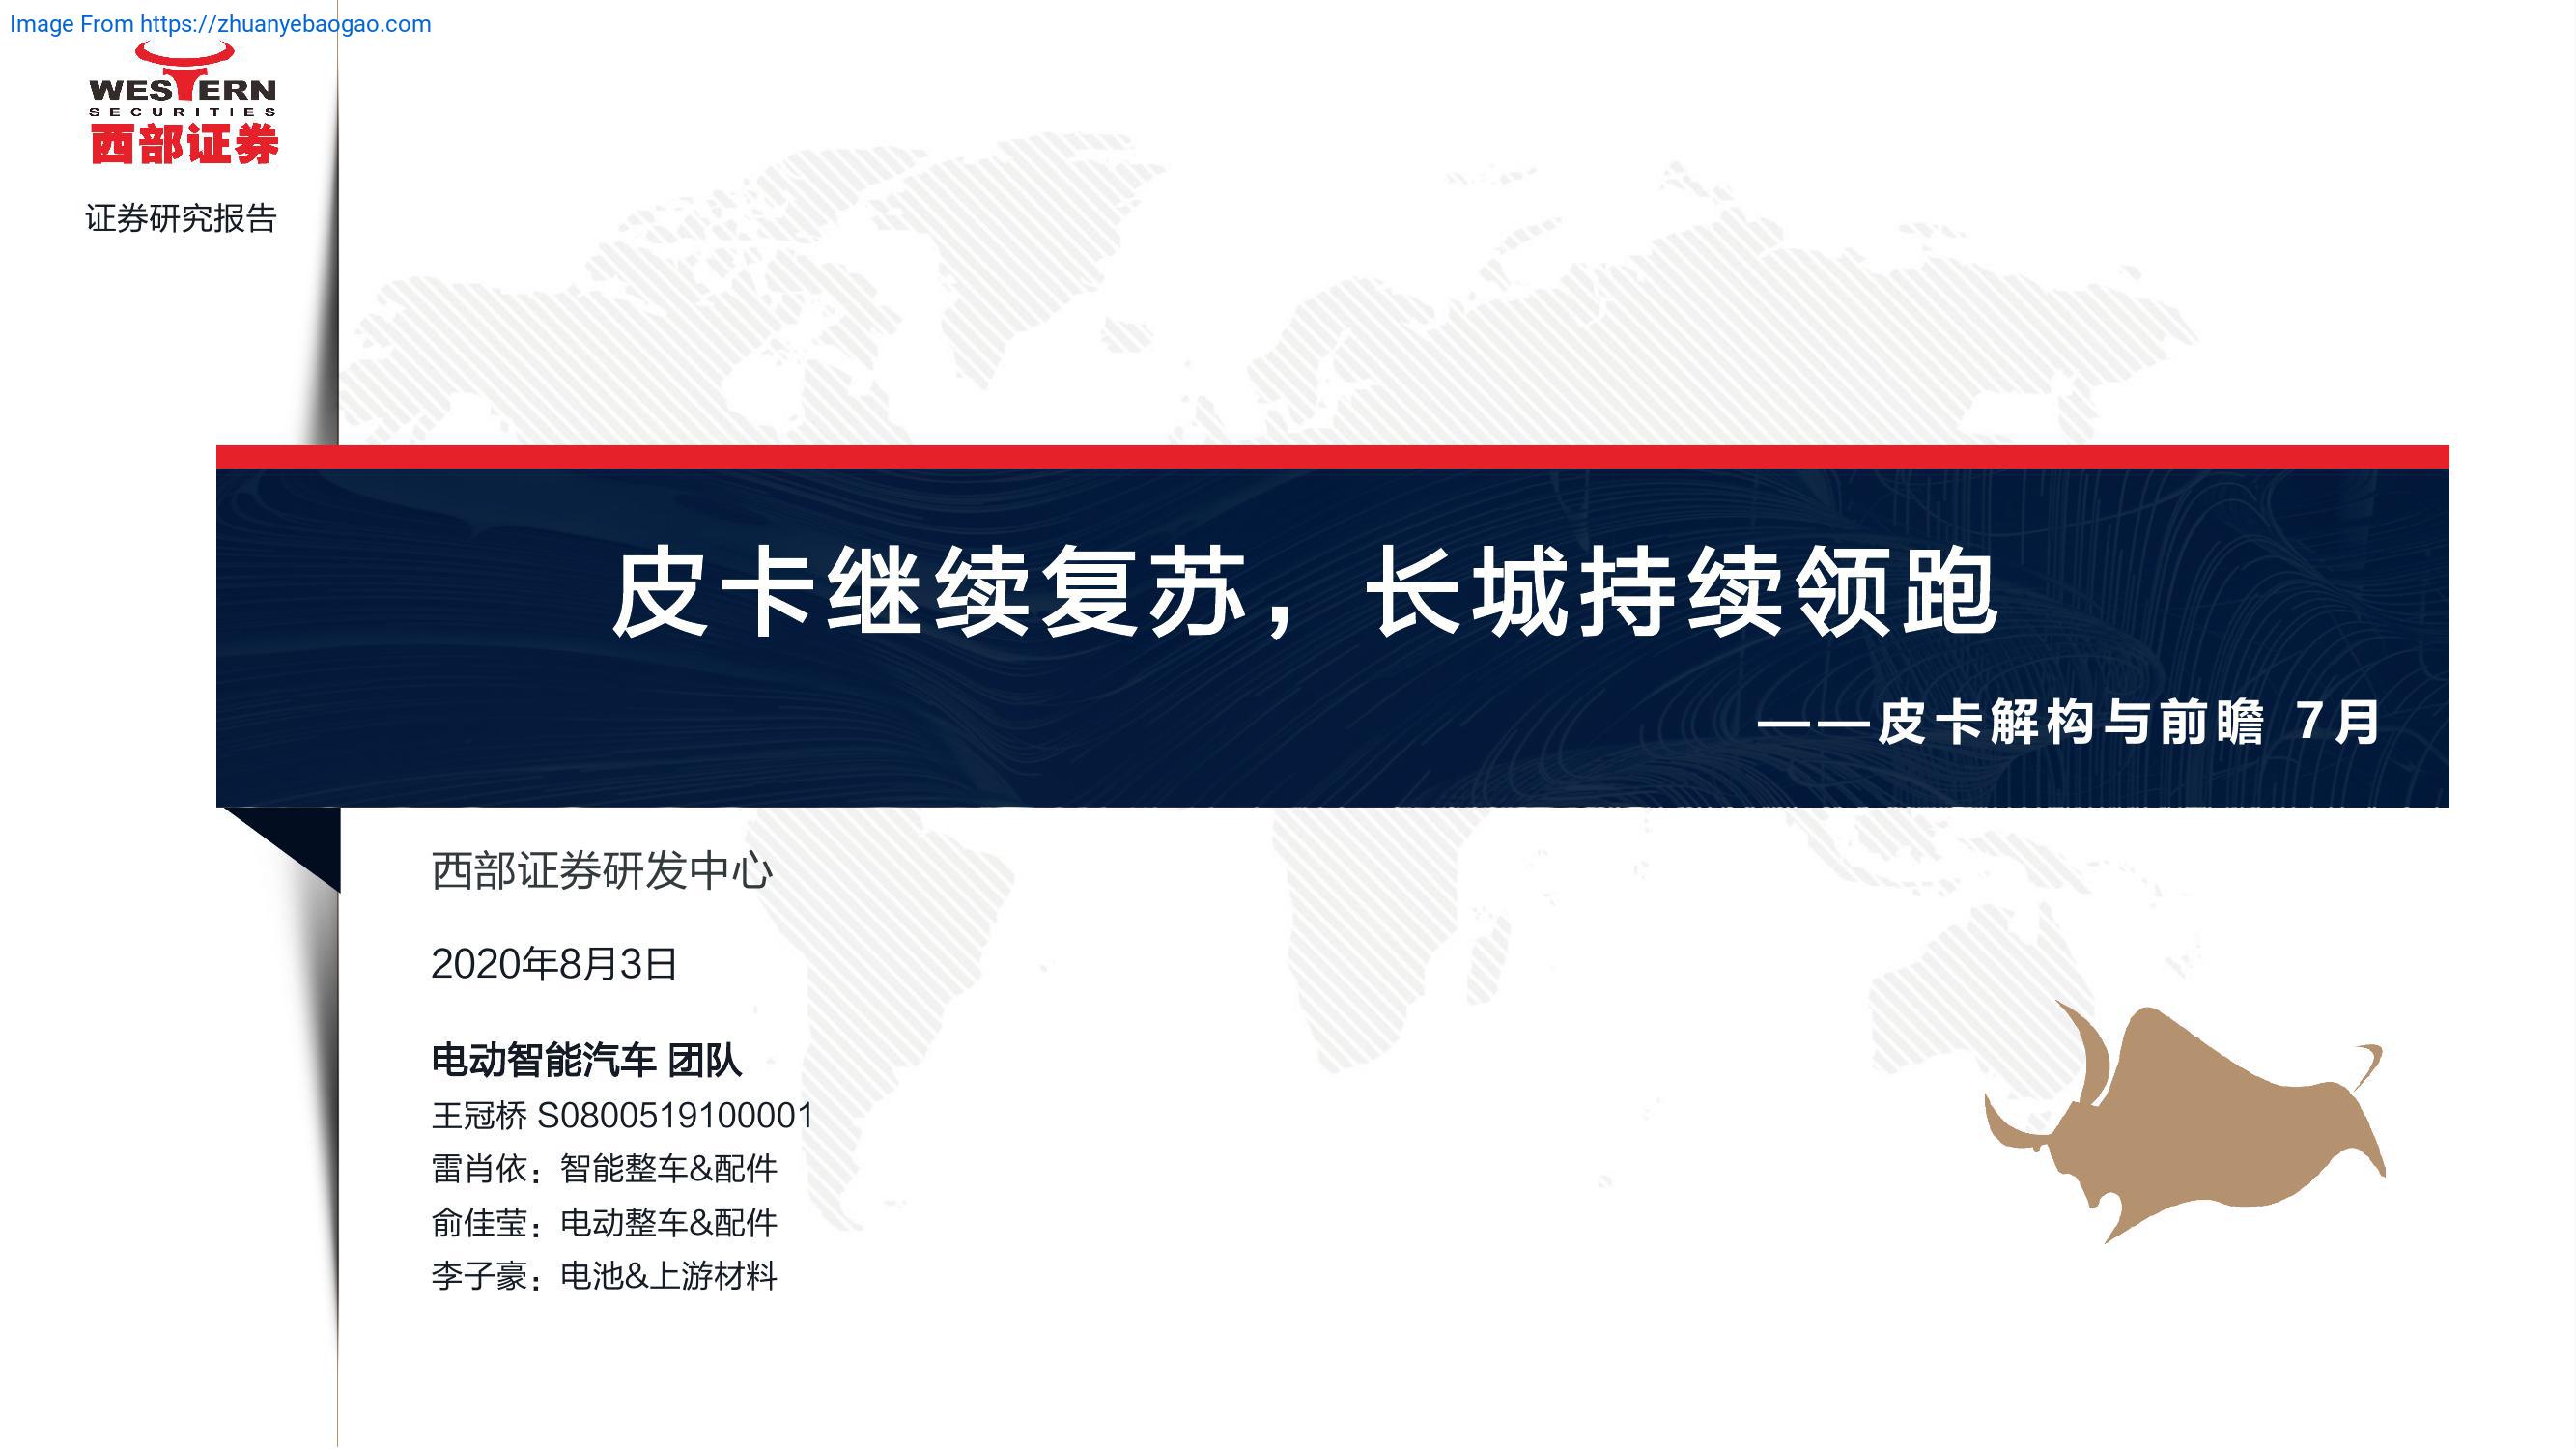 Image From https://zhuanyebaogao.com
WESTERN
SECURITIES
西部证券
证券研究报告
皮卡继续复苏，长城持续领跑
——皮卡解构与前瞻 7月
西部证券研发中心
2020年8月3日
电动智能汽车 团队
王冠桥 S0800519100001
雷肖依：智能整车&配件
俞佳莹：电动整车&配件
李子豪：电池&上游材料